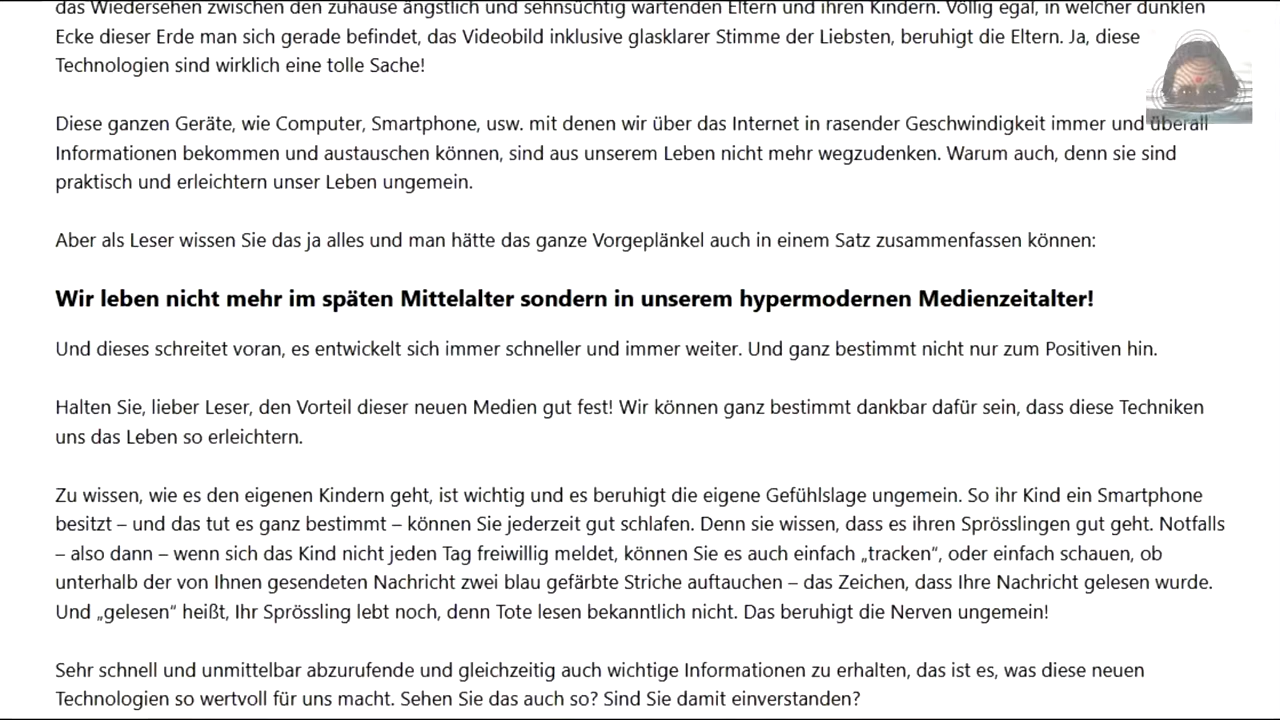 das Wiedersehen zwischen den zuhause ängstlich und sehnsüchtig wartenden Eltern und ihren Kindern. Völlig egal, in welcher dunklen
Ecke dieser Erde man sich gerade befindet, das Videobild inklusive glasklarer Stimme der Liebsten, beruhigt die Eltern. Ja, diese
Technologien sind wirklich eine tolle Sache!
Diese ganzen Geräte, wie Computer, Smartphone, usw. mit denen wir über das Internet in rasender Geschwindigkeit immer und überall
Informationen bekommen und austauschen können, sind aus unserem Leben nicht mehr wegzudenken. Warum auch, denn sie sind
praktisch und erleichtern unser Leben ungemein.
Aber als Leser wissen Sie das ja alles und man hätte das ganze Vorgeplänkel auch in einem Satz zusammenfassen können:
Wir leben nicht mehr im späten Mittelalter sondern in unserem hypermodernen Medienzeitalter!
Und dieses schreitet voran, es entwickelt sich immer schneller und immer weiter. Und ganz bestimmt nicht nur zum Positiven hin.
Halten Sie, lieber Leser, den Vorteil dieser neuen Medien gut fest! Wir können ganz bestimmt dankbar dafür sein, dass diese Techniken
uns das Leben so erleichtern.
Zu wissen, wie es den eigenen Kindern geht, ist wichtig und es beruhigt die eigene Gefühlslage ungemein. So ihr Kind ein Smartphone
besitzt – und das tut es ganz bestimmt – können Sie jederzeit gut schlafen. Denn sie wissen, dass es ihren Sprösslingen gut geht. Notfalls
– also dann – wenn sich das Kind nicht jeden Tag freiwillig meldet, können Sie es auch einfach „tracken“, oder einfach schauen, ob
unterhalb der von Ihnen gesendeten Nachricht zwei blau gefärbte Striche auftauchen – das Zeichen, dass Ihre Nachricht gelesen wurde.
Und „gelesen“ heißt, Ihr Sprössling lebt noch, denn Tote lesen bekanntlich nicht. Das beruhigt die Nerven ungemein!
Sehr schnell und unmittelbar abzurufende und gleichzeitig auch wichtige Informationen zu erhalten, das ist es, was diese neuen
Technologien so wertvoll für uns macht. Sehen Sie das auch so? Sind Sie damit einverstanden?